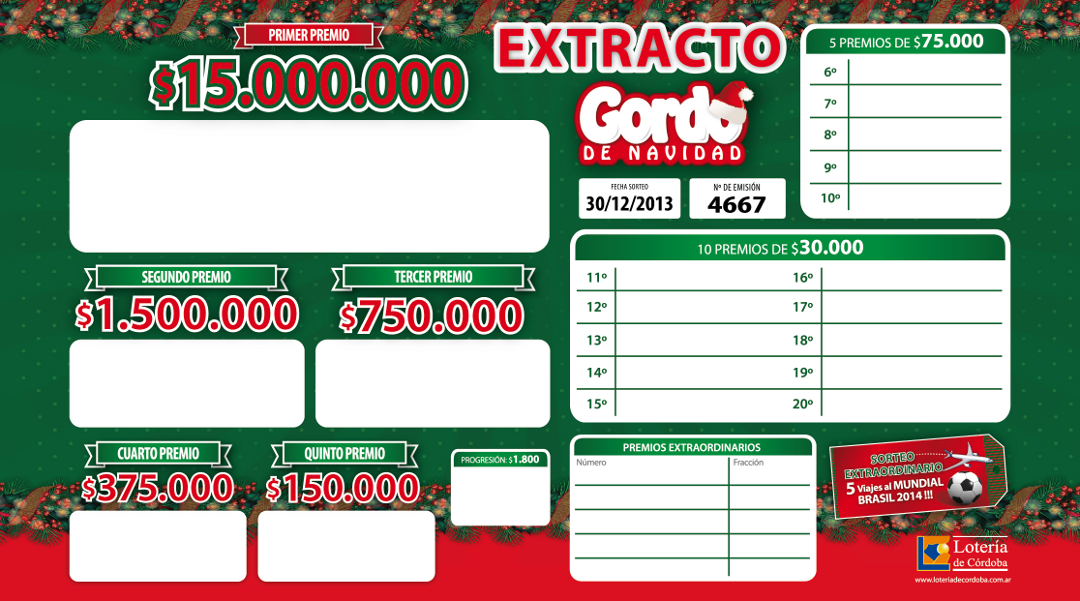 PRIMER PREMIO
$15.000.000
EXTRACTO
Gordo
DE NAVIDAD
FECHA SORTEO
30/12/2013
Nº DE EMISIÓN
4667
5 PREMIOS DE $75.000
6º
7º
8º
9º
10º
SEGUNDO PREMIO
$1.500.000
TERCER PREMIO
$750.000
10 PREMIOS DE $30.000
11º 16º
12º 17º
13º 18º
14º 19º
15º 20º
CUARTO PREMIO
$375.000
QUINTO PREMIO
$150.000
PROGRESIÓN: $1.800
PREMIOS EXTRAORDINARIOS
Número Fracción
SORTEO
EXTRAORDINARIO
5 Viajes al MUNDIAL
BRASIL 2014 !!!
Lotería
de Córdoba
www.loteriadecordoba.com.ar